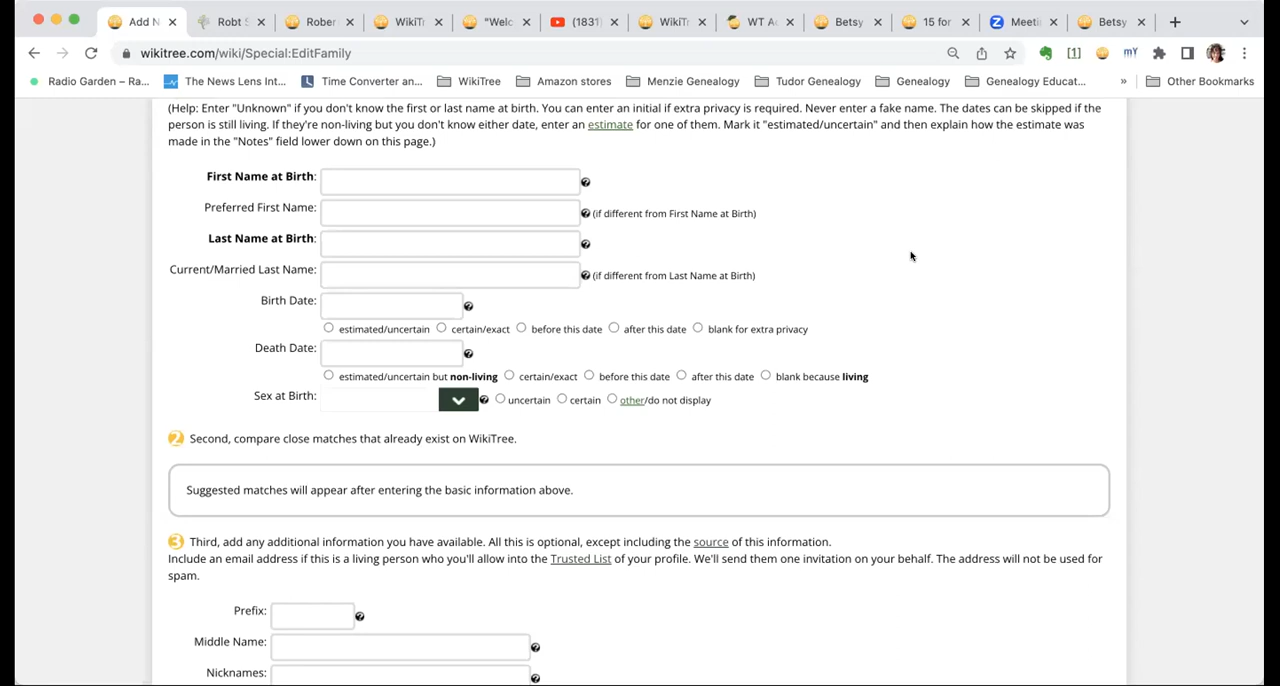 Add N
Robt S
Rober
WikiTr
"Welc
(1831)
WikiTr
WT A
Betsy
15 for
Meeti
Betsy
wikitree.com/wiki/Special:EditFamily
[1]
mY
Radio Garden – Ra...
The News Lens Int...
Time Converter an...
WikiTree
Amazon stores
Menzie Genealogy
Tudor Genealogy
Genealogy
Genealogy Educat...
»
Other Bookmarks
(Help: Enter "Unknown" if you don't know the first or last name at birth. You can enter an initial if extra privacy is required. Never enter a fake name. The dates can be skipped if the
person is still living. If they're non-living but you don't know either date, enter an estimate for one of them. Mark it "estimated/uncertain" and then explain how the estimate was
made in the "Notes" field lower down on this page.)
First Name at Birth:
Preferred First Name: (if different from First Name at Birth)
Last Name at Birth:
Current/Married Last Name: (if different from Last Name at Birth)
Birth Date:
estimated/uncertain certain/exact before this date after this date blank for extra privacy
Death Date:
estimated/uncertain but non-living certain/exact before this date after this date blank because living
Sex at Birth: uncertain certain other/do not display
2 Second, compare close matches that already exist on WikiTree.
Suggested matches will appear after entering the basic information above.
3 Third, add any additional information you have available. All this is optional, except including the source of this information.
Include an email address if this is a living person who you'll allow into the Trusted List of your profile. We'll send them one invitation on your behalf. The address will not be used for
spam.
Prefix:
Middle Name:
Nicknames: